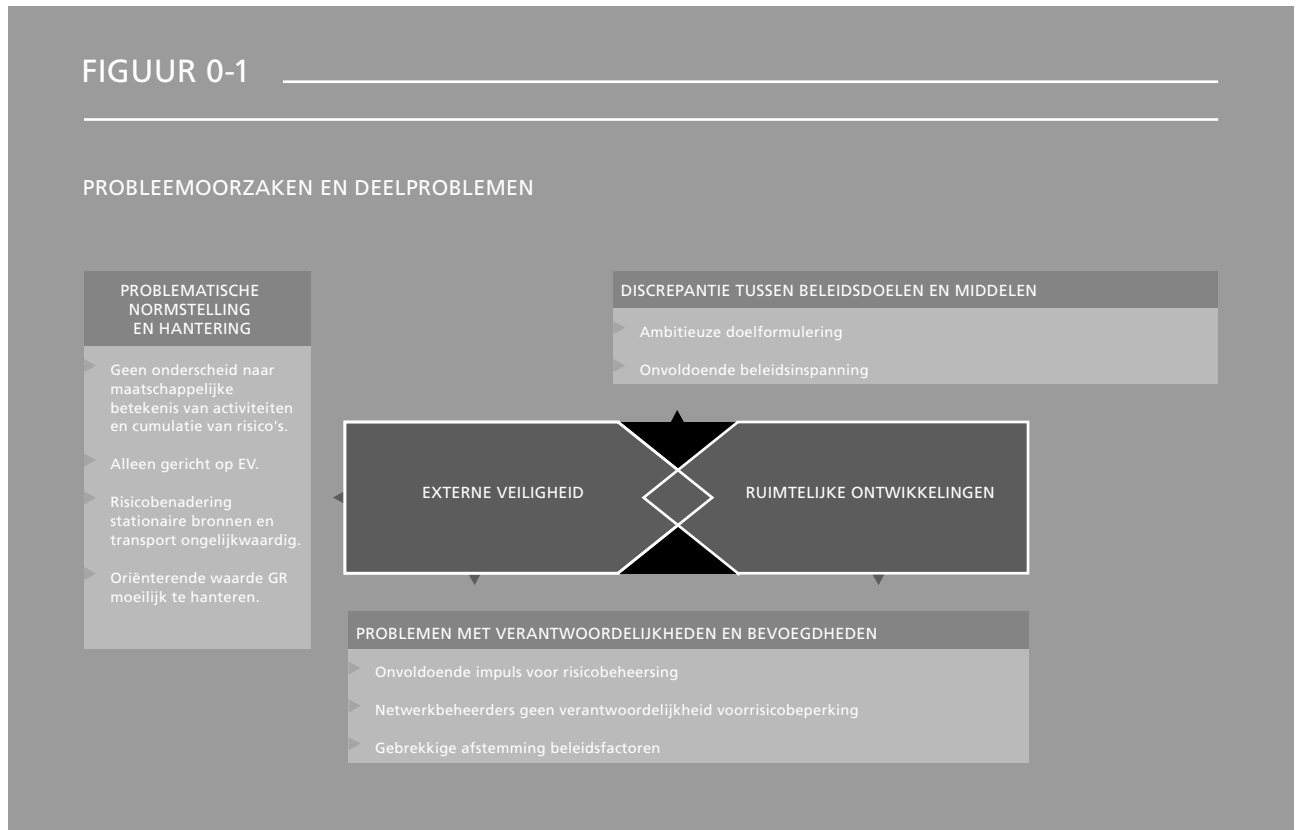 FIGUUR 0-1
PROBLEEMOORZAKEN EN DEELPROBLEMEN
PROBLEMATISCHE
NORMSTELLING
EN HANTERING
Geen onderscheid naar
maatschappelijke
betekenis van activiteiten
en cumulatie van risico's.
Alleen gericht op EV.
Risicobenadering
stationaire bronnen en
transport ongelijkwaardig.
Oriënterende waarde GR
moeilijk te hanteren.
DISCREPANTIE TUSSEN BELEIDSDOELEN EN MIDDELEN
Ambitieuze doelformulering
Onvoldoende beleidsinspanning
EXTERNE VEILIGHEID
RUIMTELIJKE ONTWIKKELINGEN
PROBLEMEN MET VERANTWOORDELIJKHEDEN EN BEVOEGDHEDEN
Onvoldoende impuls voor risicobeheersing
Netwerkbeheerders geen verantwoordelijkheid voorrisicobeperking
Gebrekkige afstemming beleidsfactoren